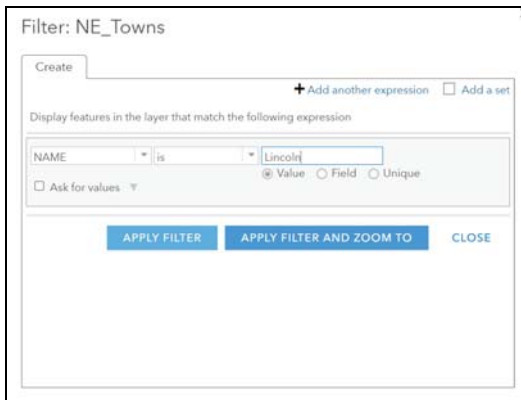 Filter: NE_Towns
Create
Add another expression Add a set
Display features in the layer that match the following expression
NAME is Lincoln
Value Field Unique
Ask for values
APPLY FILTER APPLY FILTER AND ZOOM TO CLOSE